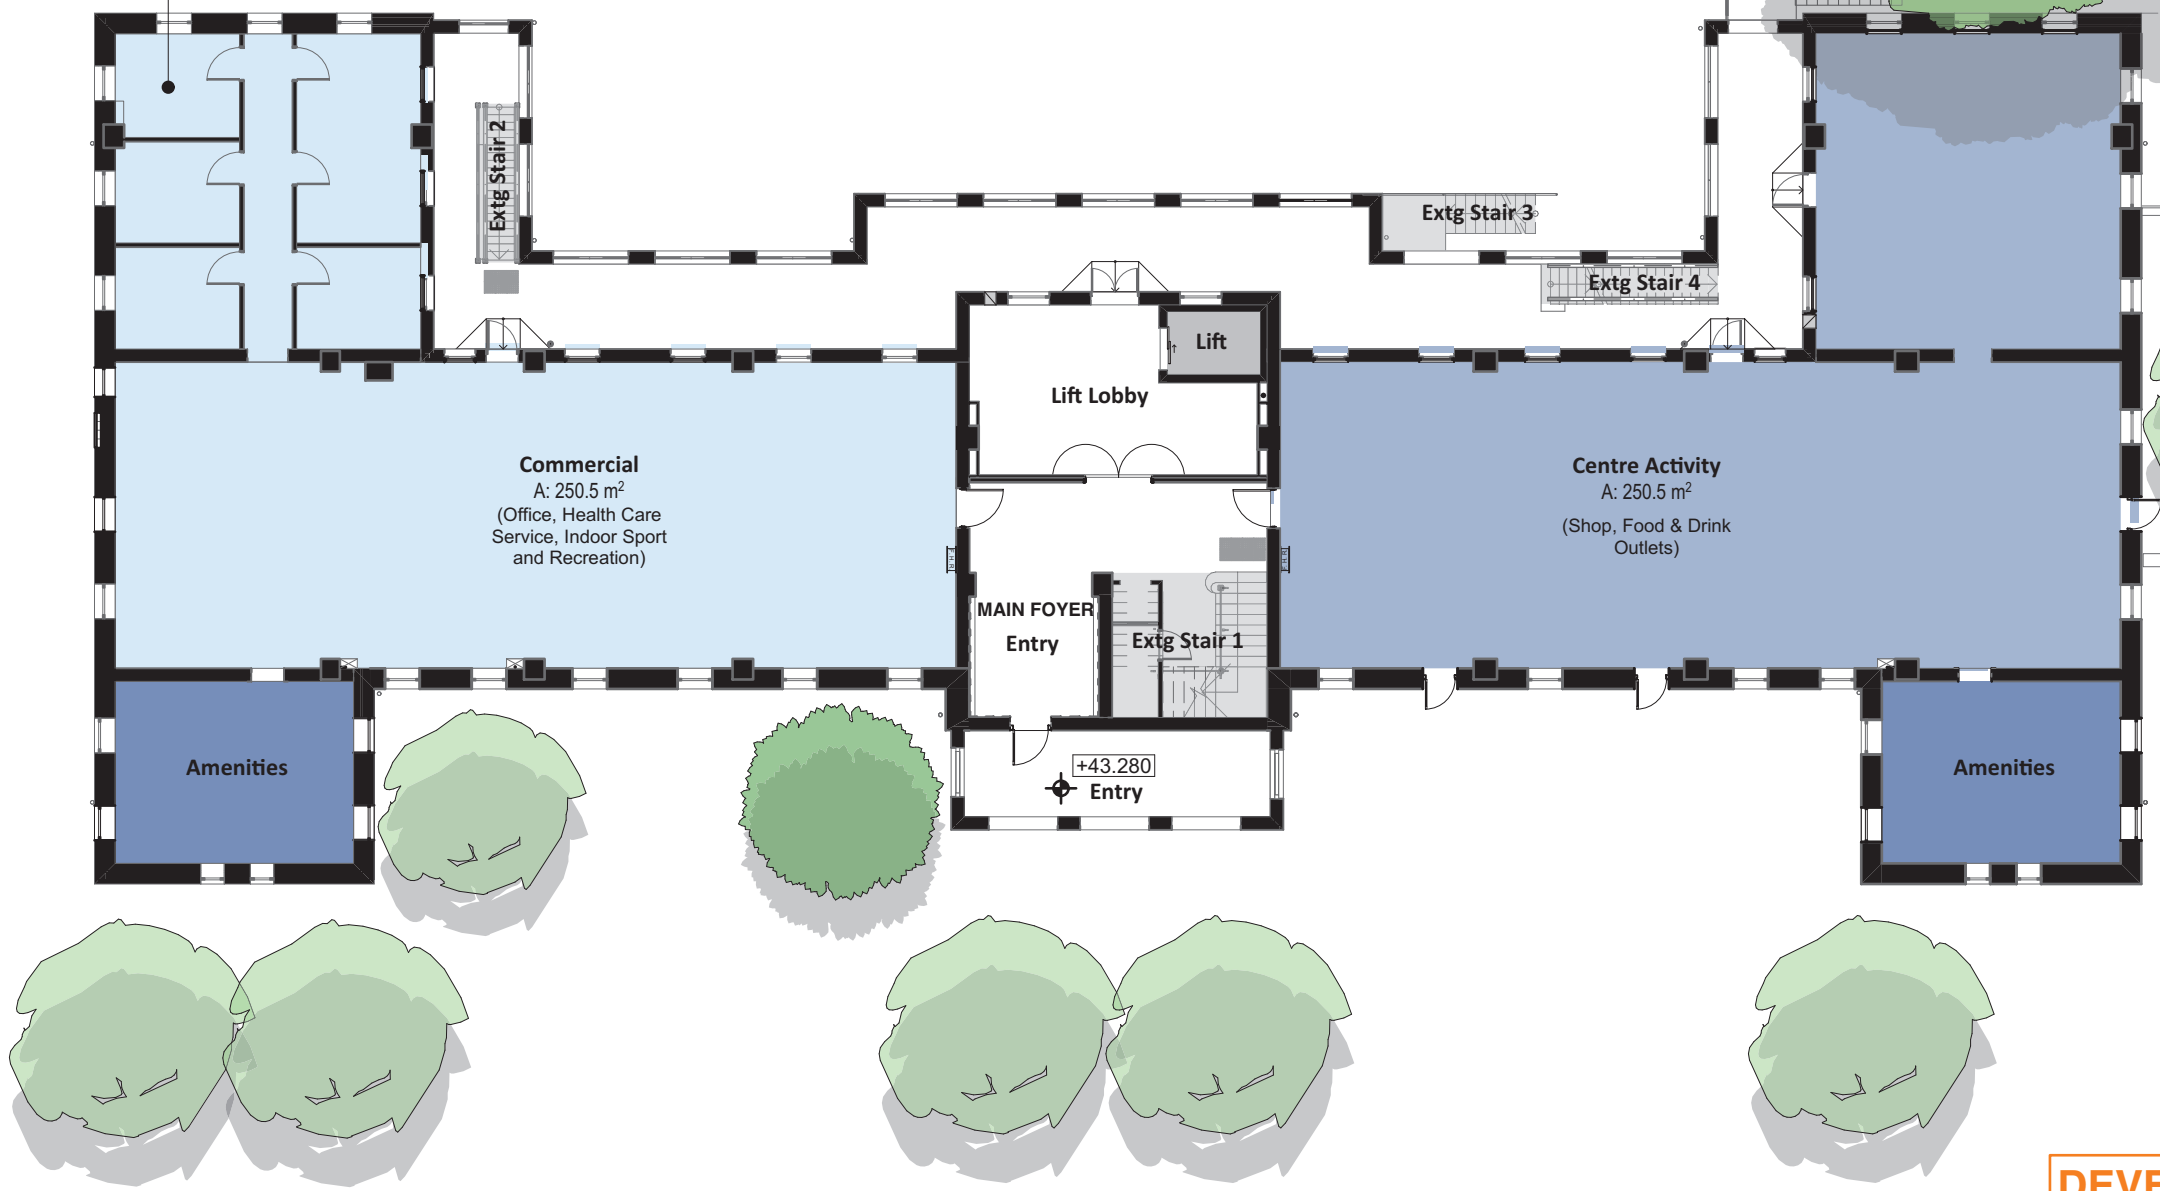 Extg Stair 2
Extg Stair 3
Extg Stair 4
Lift
Lift Lobby
Commercial
A: 250.5 m²
(Office, Health Care
Service, Indoor Sport
and Recreation)
Centre Activity
A: 250.5 m²
(Shop, Food & Drink
Outlets)
MAIN FOYER
Entry
Extg Stair 1
Amenities
+43.280
Entry
Amenities